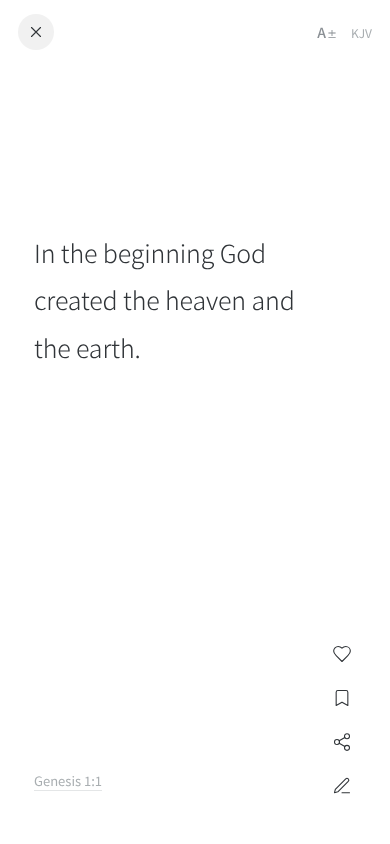 A± KJV
In the beginning God
created the heaven and
the earth.
Genesis 1:1